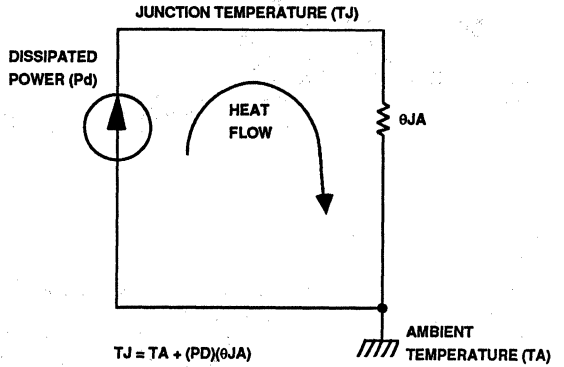 JUNCTION TEMPERATURE (TJ)
DISSIPATED
POWER (Pd)
HEAT
FLOW
θJA
AMBIENT
TEMPERATURE (TA)
TJ = TA + (PD)(θJA)